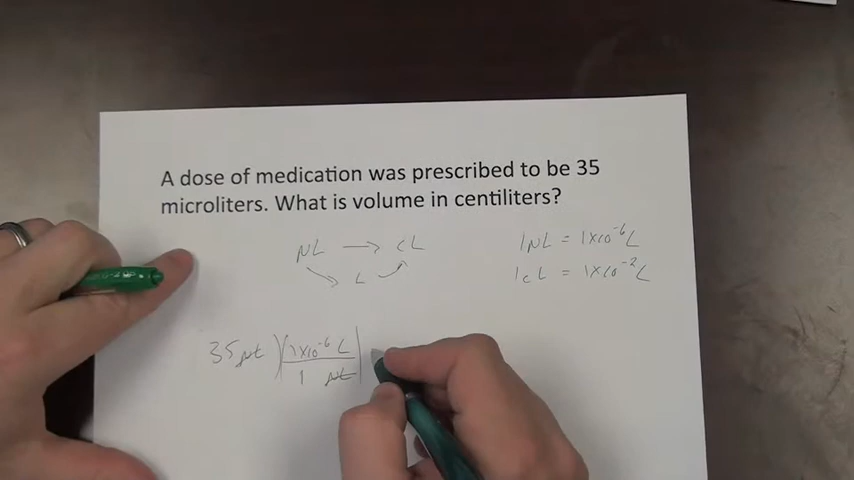 A dose of medication was prescribed to be 35
microliters. What is volume in centiliters?
μL → cL
L
1μL = 1x10⁻⁶L
1cL = 1x10⁻²L
35μL
1x10⁻⁶ L
1 μL